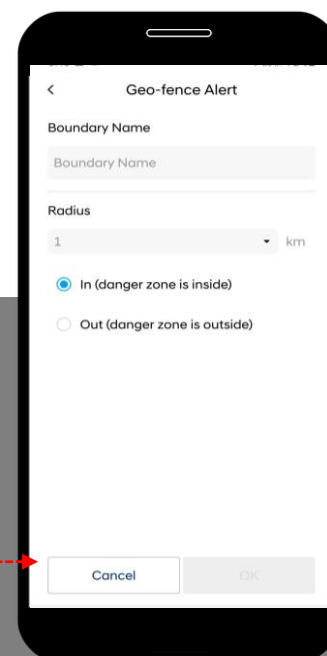 Geo-fence Alert
Boundary Name
Boundary Name
Radius
1 km
In (danger zone is inside)
Out (danger zone is outside)
Cancel OK